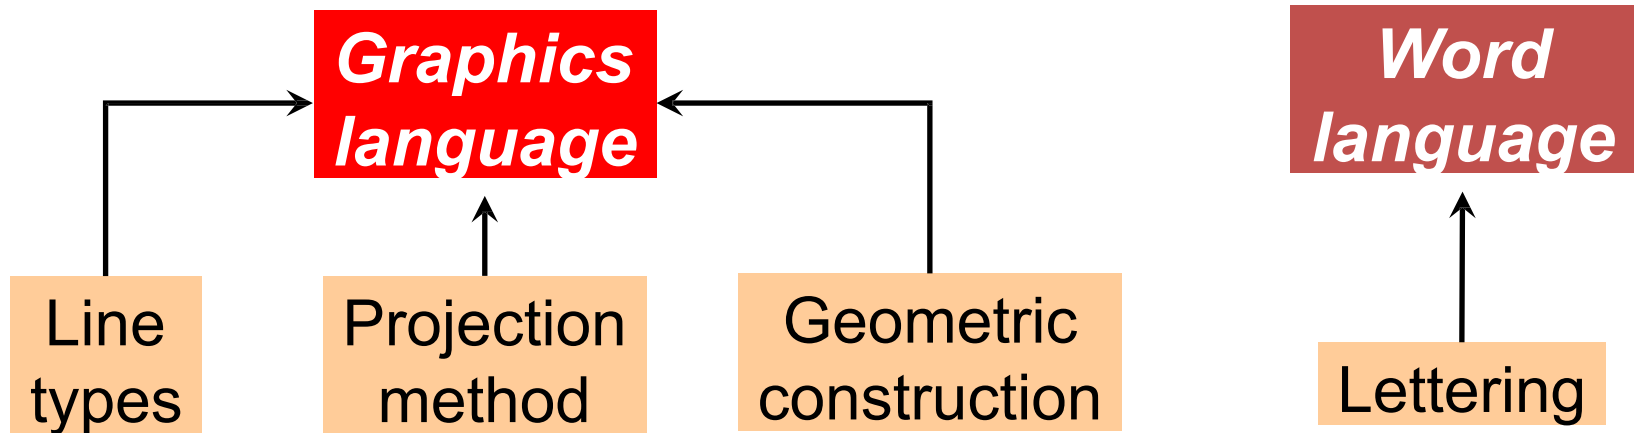 Graphics
language
Word
language
Line
types
Projection
method
Geometric
construction
Lettering